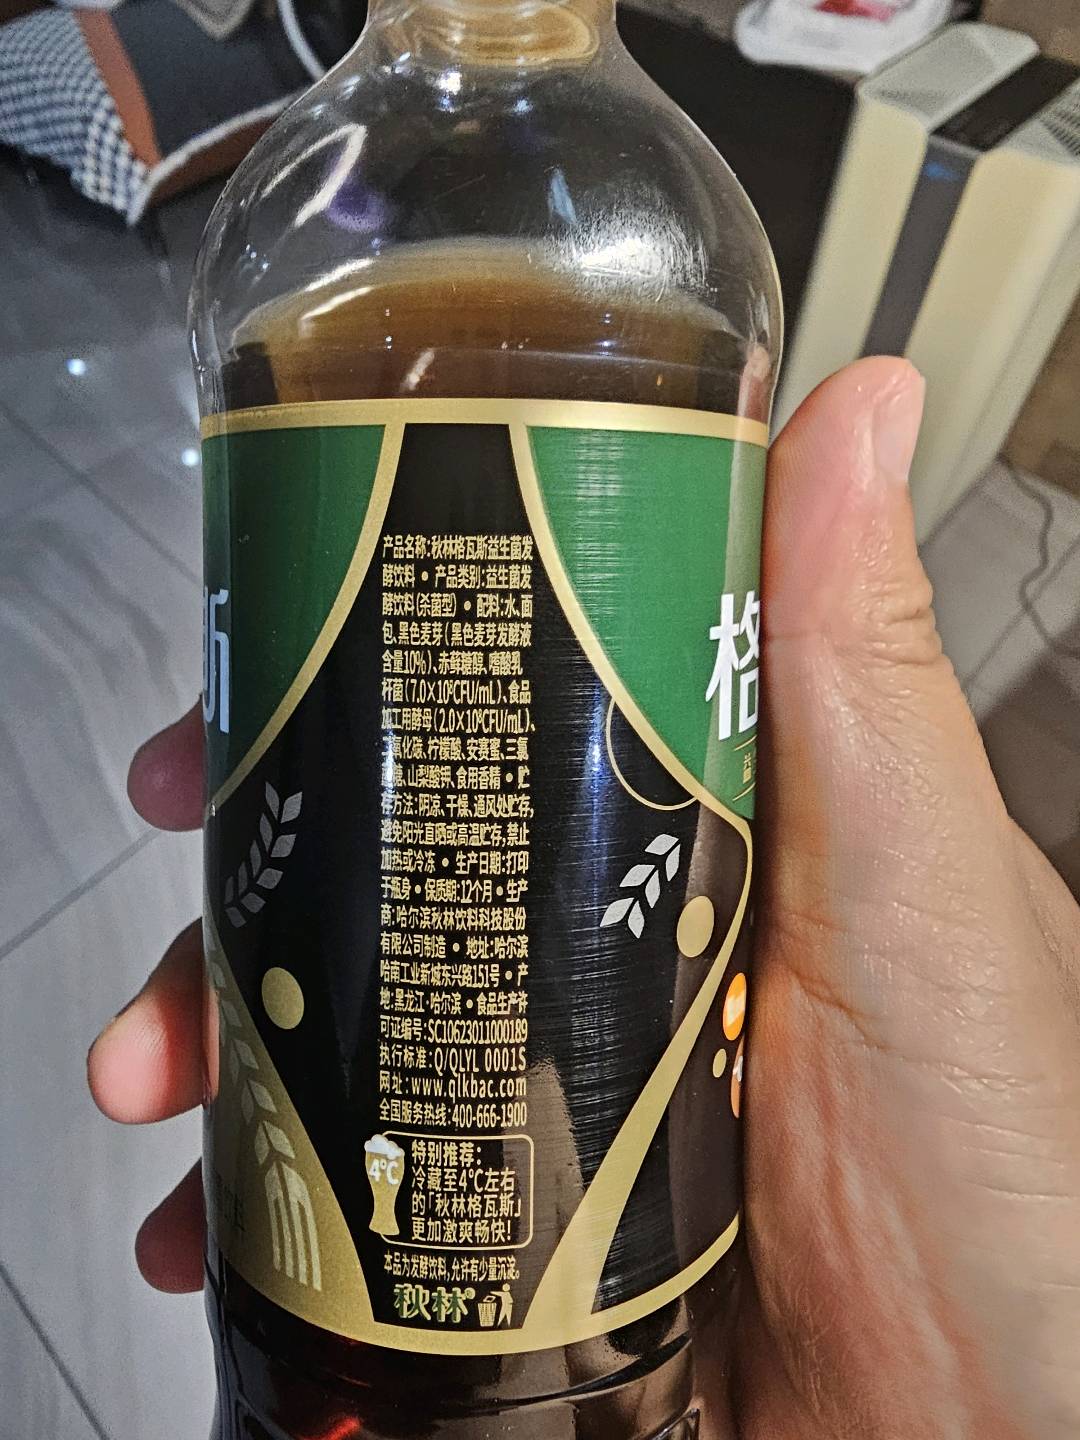 产品名称:秋林格瓦斯益生菌发
酵饮料 • 产品类别:益生菌发
酵饮料(杀菌型) • 配料:水、面
包、黑色麦芽(黑色麦芽发酵液
含量10%)、赤藓糖醇、嗜酸乳
杆菌(7.0×10⁸CFU/mL)、食品
加工用酵母(2.0×10⁸CFU/mL)、
二氧化碳、柠檬酸、安赛蜜、三氯
蔗糖、山梨酸钾、食用香精 • 贮
存方法:阴凉、干燥、通风处贮存,
避免阳光直晒或高温贮存,禁止
加热或冷冻 • 生产日期:打印
于瓶身 • 保质期:12个月 • 生产
商:哈尔滨秋林饮料科技股份
有限公司制造 • 地址:哈尔滨
哈南工业新城东兴路151号 • 产
地:黑龙江·哈尔滨 • 食品生产许
可证编号:SC10623011000189
执行标准:Q/QLYL 0001S
网址:www.qlkbac.com
全国服务热线:400-666-1900
4℃
特别推荐:
冷藏至4℃左右
的「秋林格瓦斯」
更加激爽畅快!
本品为发酵饮料,允许有少量沉淀。
秋林®
斯
格